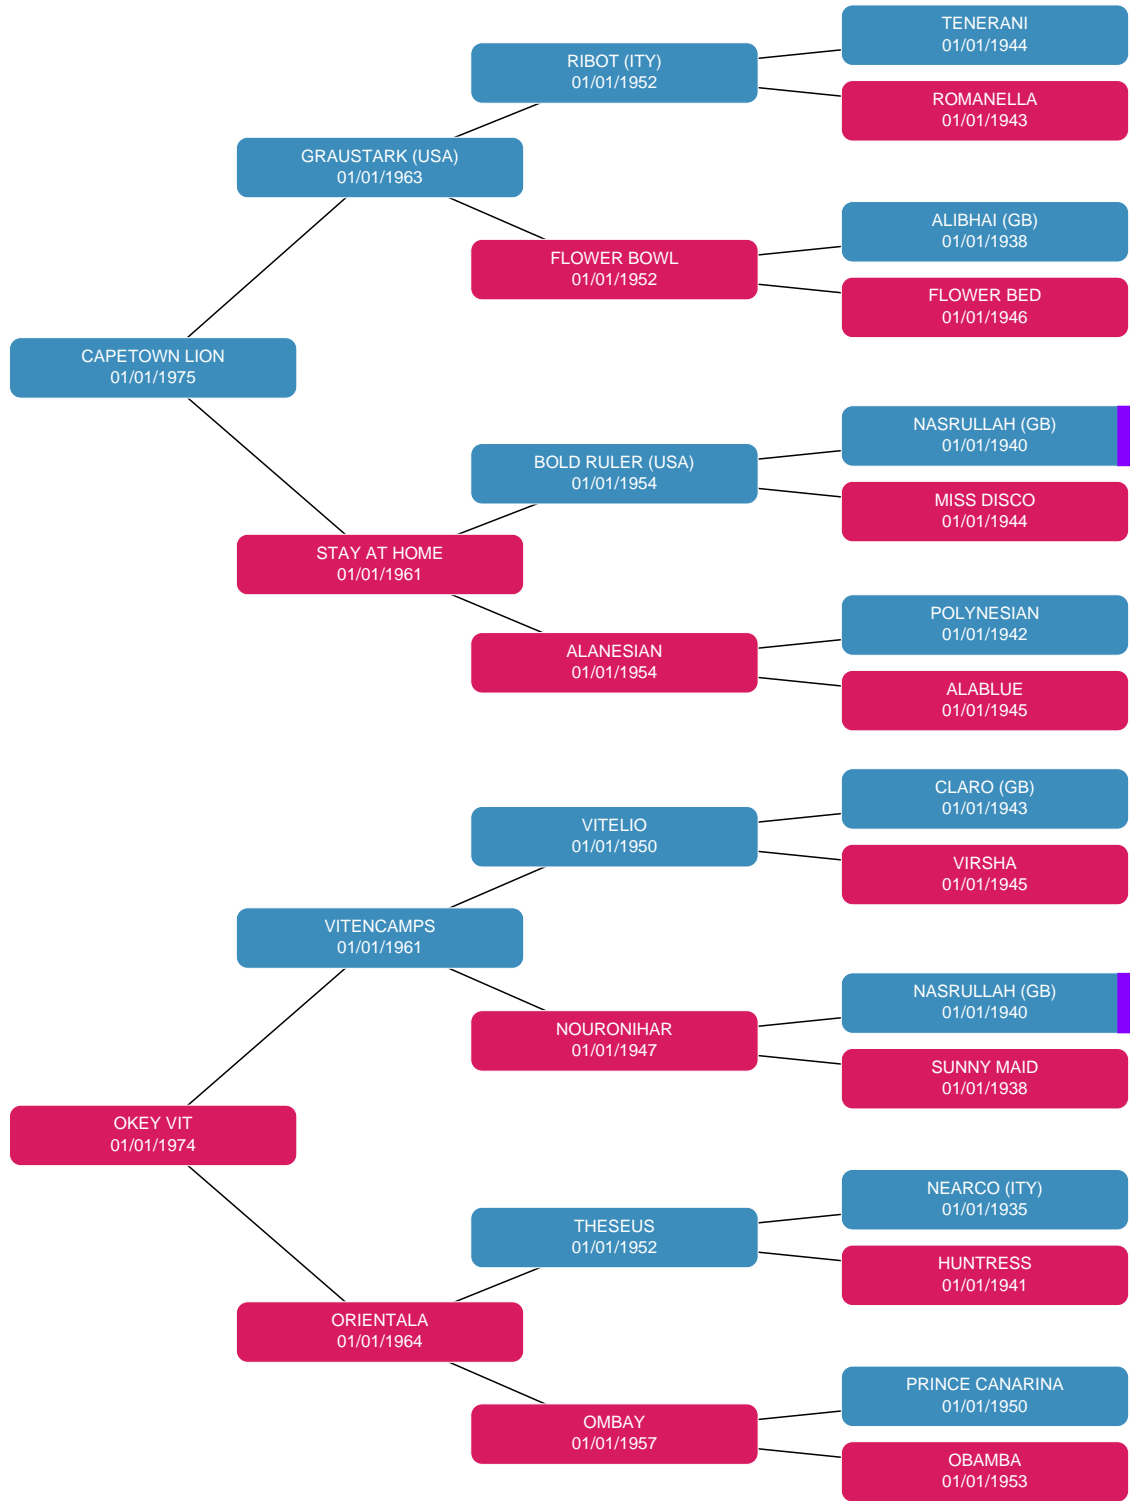 TENERANI
01/01/1944
RIBOT (ITY)
01/01/1952
ROMANELLA
01/01/1943
GRAUSTARK (USA)
01/01/1963
ALIBHAI (GB)
01/01/1938
FLOWER BOWL
01/01/1952
FLOWER BED
01/01/1946
CAPETOWN LION
01/01/1975
NASRULLAH (GB)
01/01/1940
BOLD RULER (USA)
01/01/1954
MISS DISCO
01/01/1944
STAY AT HOME
01/01/1961
POLYNESIAN
01/01/1942
ALANESIAN
01/01/1954
ALABLUE
01/01/1945
CLARO (GB)
01/01/1943
VITELIO
01/01/1950
VIRSHA
01/01/1945
VITENCAMPS
01/01/1961
NASRULLAH (GB)
01/01/1940
NOURONIHAR
01/01/1947
SUNNY MAID
01/01/1938
OKEY VIT
01/01/1974
NEARCO (ITY)
01/01/1935
THESEUS
01/01/1952
HUNTRESS
01/01/1941
ORIENTALA
01/01/1964
PRINCE CANARINA
01/01/1950
OMBAY
01/01/1957
OBAMBA
01/01/1953